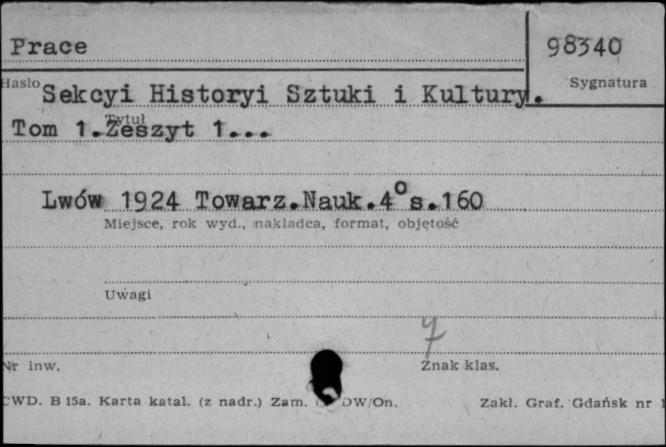 Prace
98340
Hasło
Sygnatura
Sekcyi Historyi Sztuki i Kultury.
Tytuł
Tom 1.Zeszyt 1...
Lwów 1924 Towarz.Nauk.4° s.160
Miejsce, rok wyd., nakładca, format, objętość
Uwagi
7
Nr inw.
Znak klas.
CWD. B 15a. Karta katal. (z nadr.) Zam. DW/On.
Zakł. Graf. Gdańsk nr 1